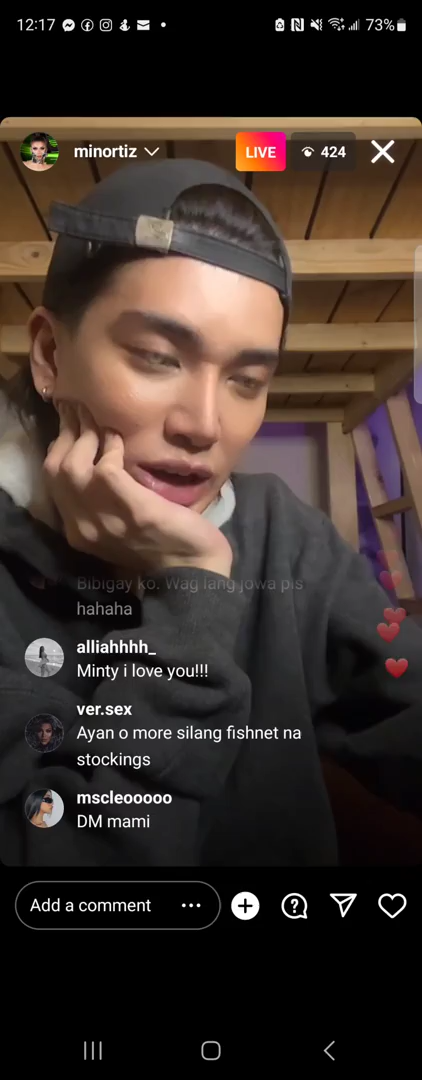 12:17
73%
minortiz
LIVE
424
Bibigay ko. Wag lang jowa pls
hahaha
alliahhhh_
Minty i love you!!!
ver.sex
Ayan o more silang fishnet na
stockings
mscleooooo
DM mami
Add a comment